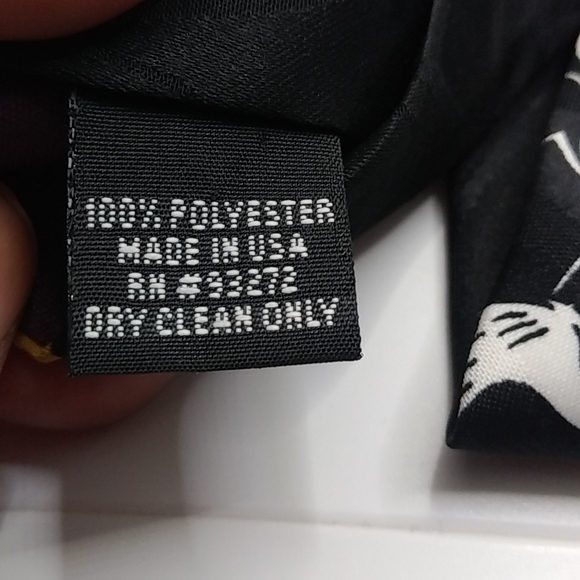 100% POLYESTER
MADE IN USA
RN #93272
DRY CLEAN ONLY